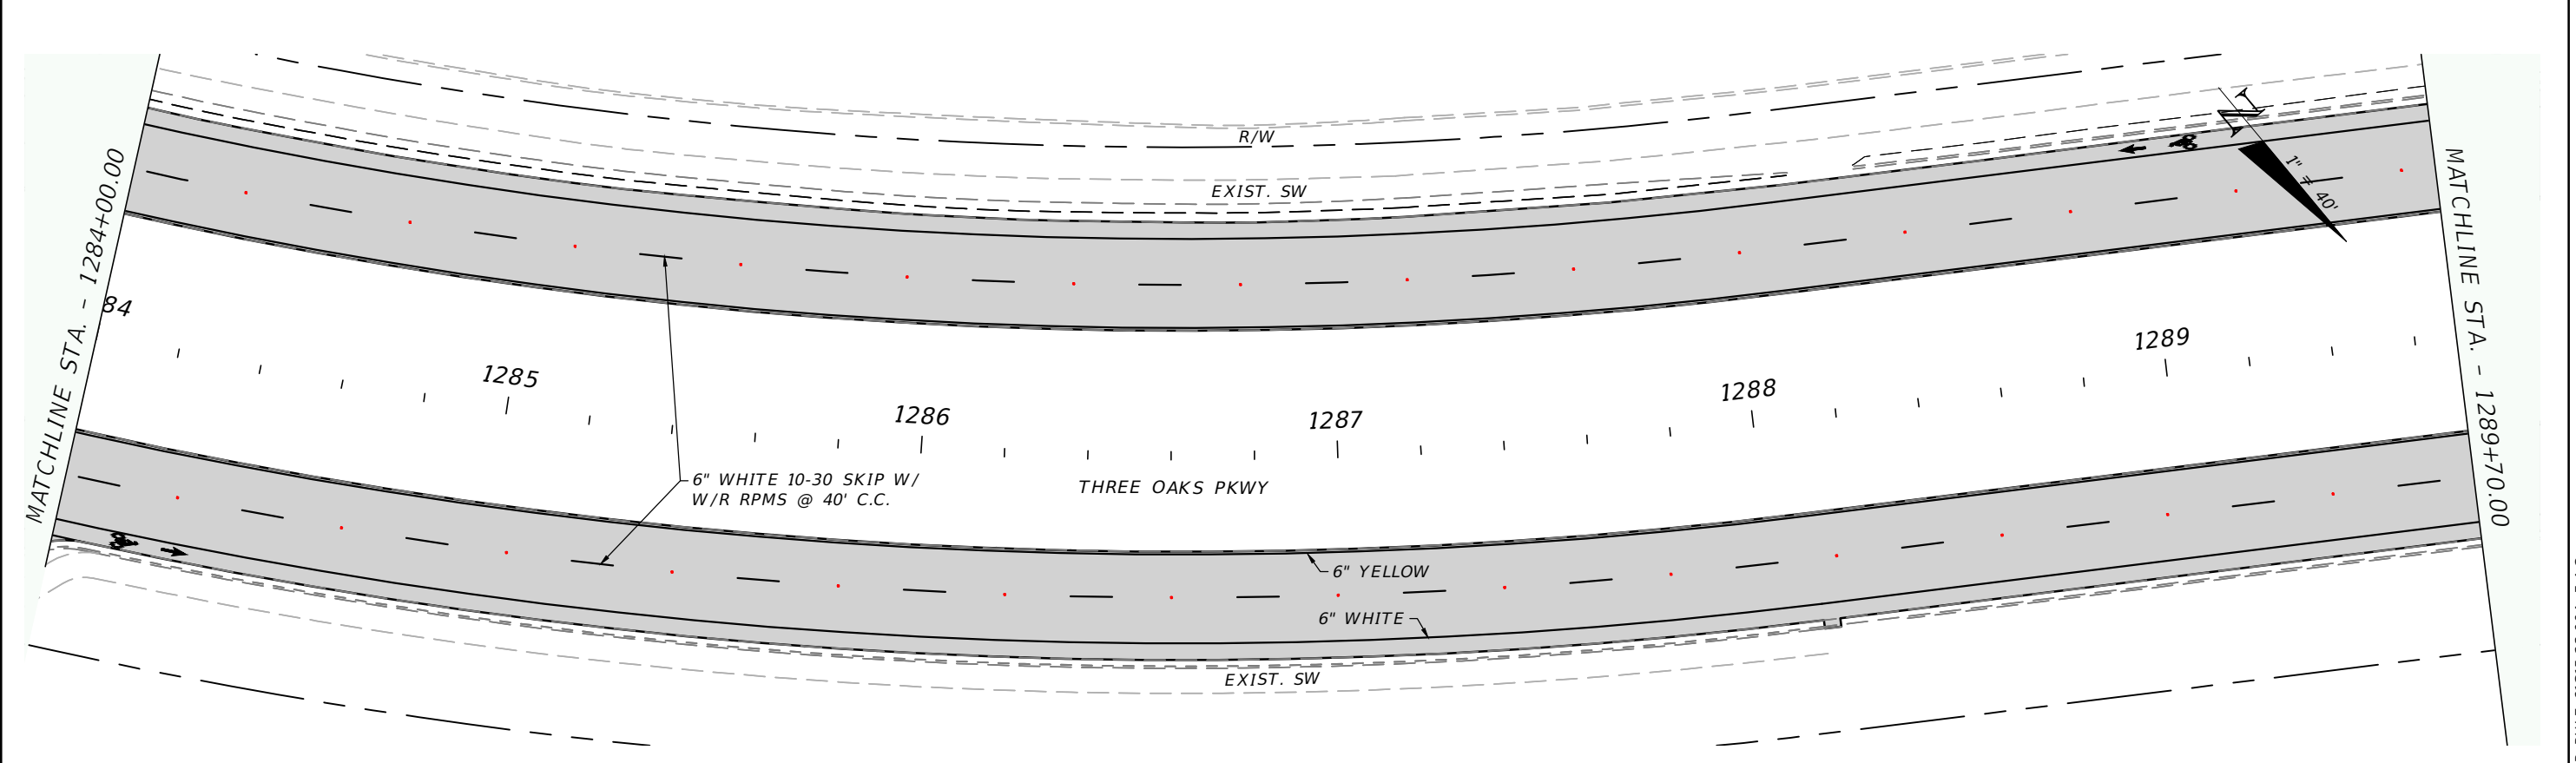 R/W
EXIST. SW
1" = 40'
MATCHLINE STA. - 1284+00.00
MATCHLINE STA. - 1289+70.00
84
1285
1286
1287
1288
1289
6" WHITE 10-30 SKIP W/
W/R RPMS @ 40' C.C.
THREE OAKS PKWY
6" YELLOW
6" WHITE
EXIST. SW